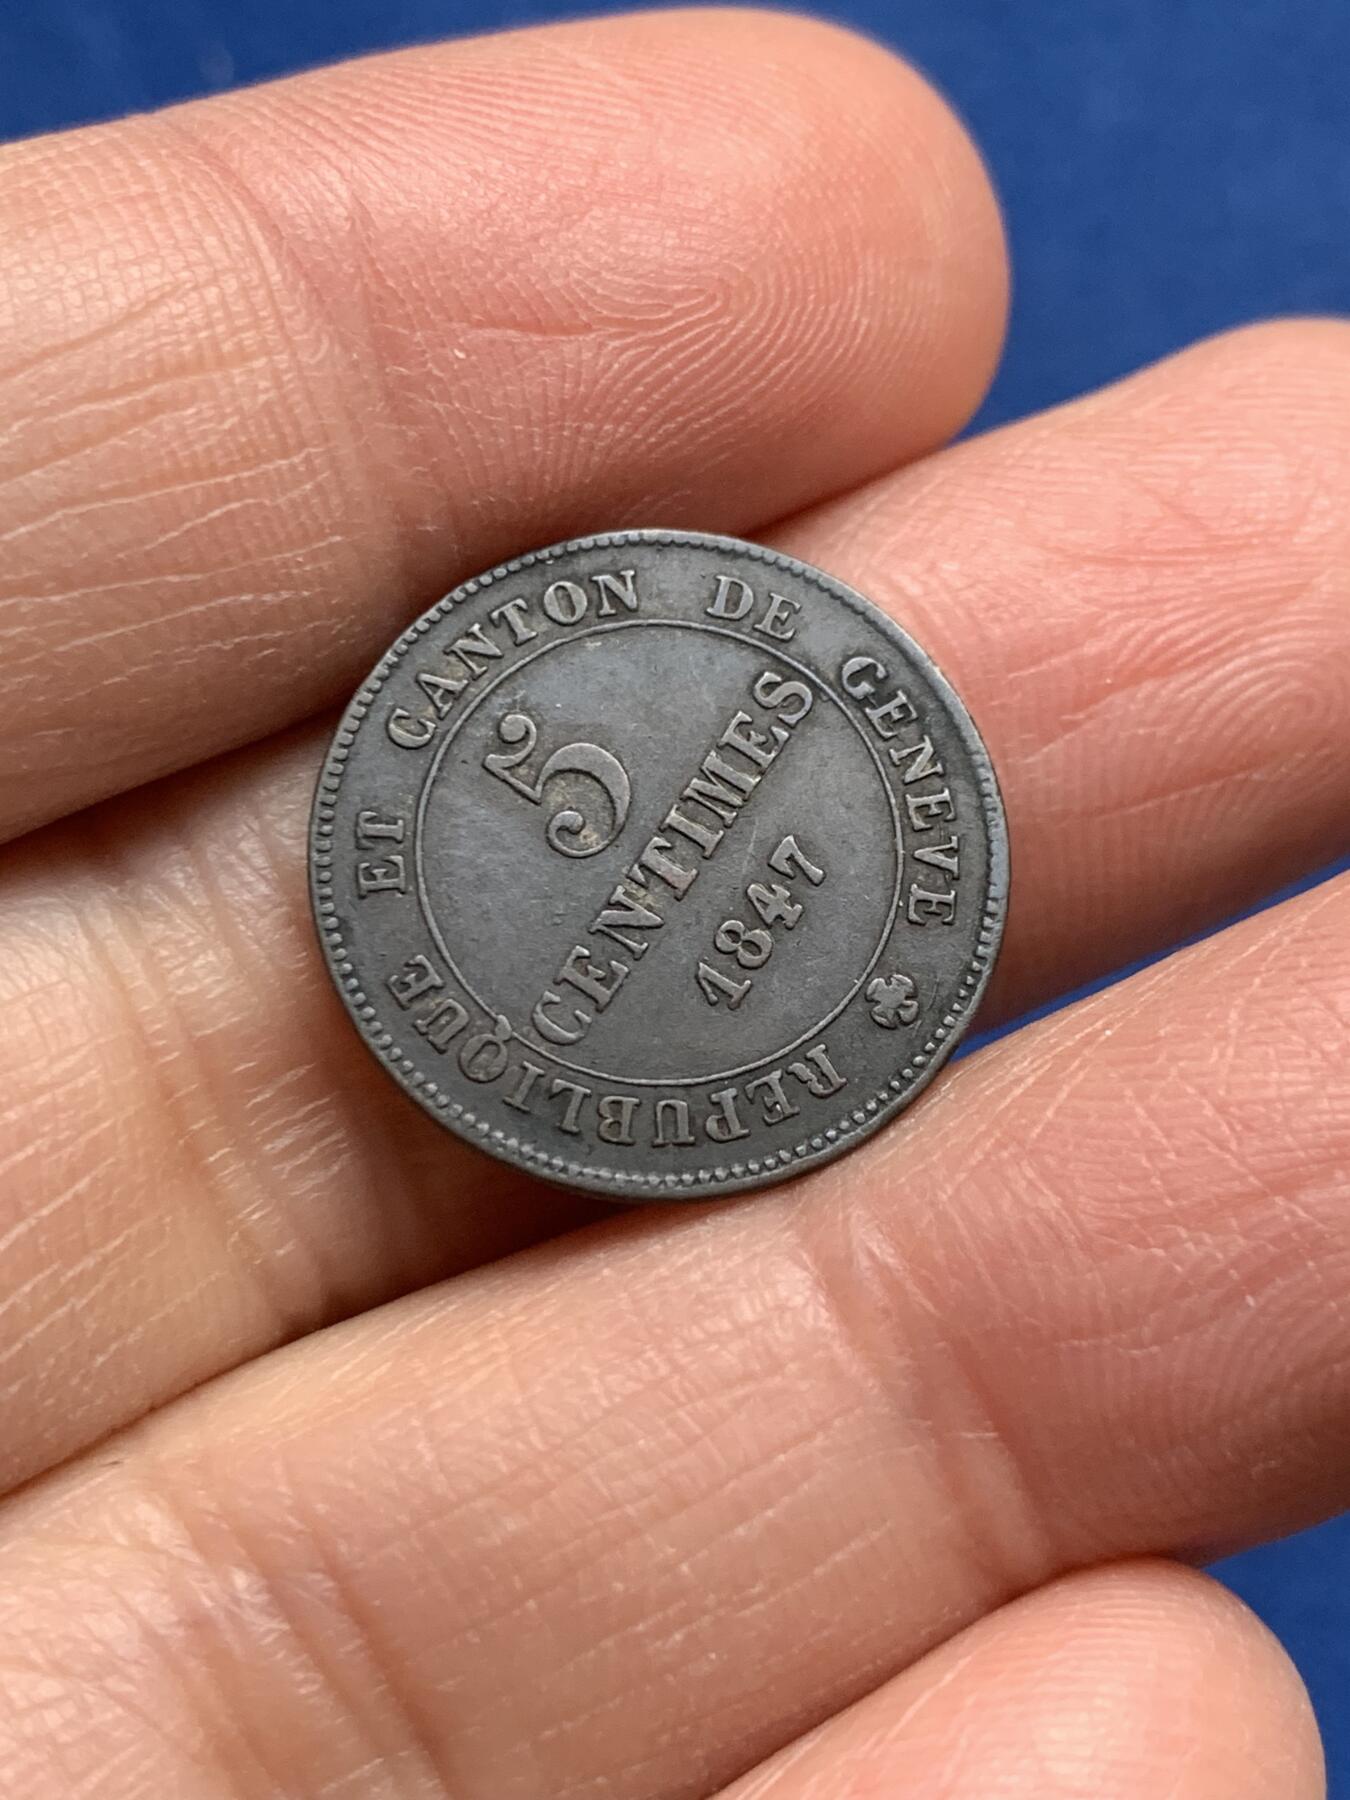 REPUBLIQUE ET CANTON DE GENEVE
5
CENTIMES
1847